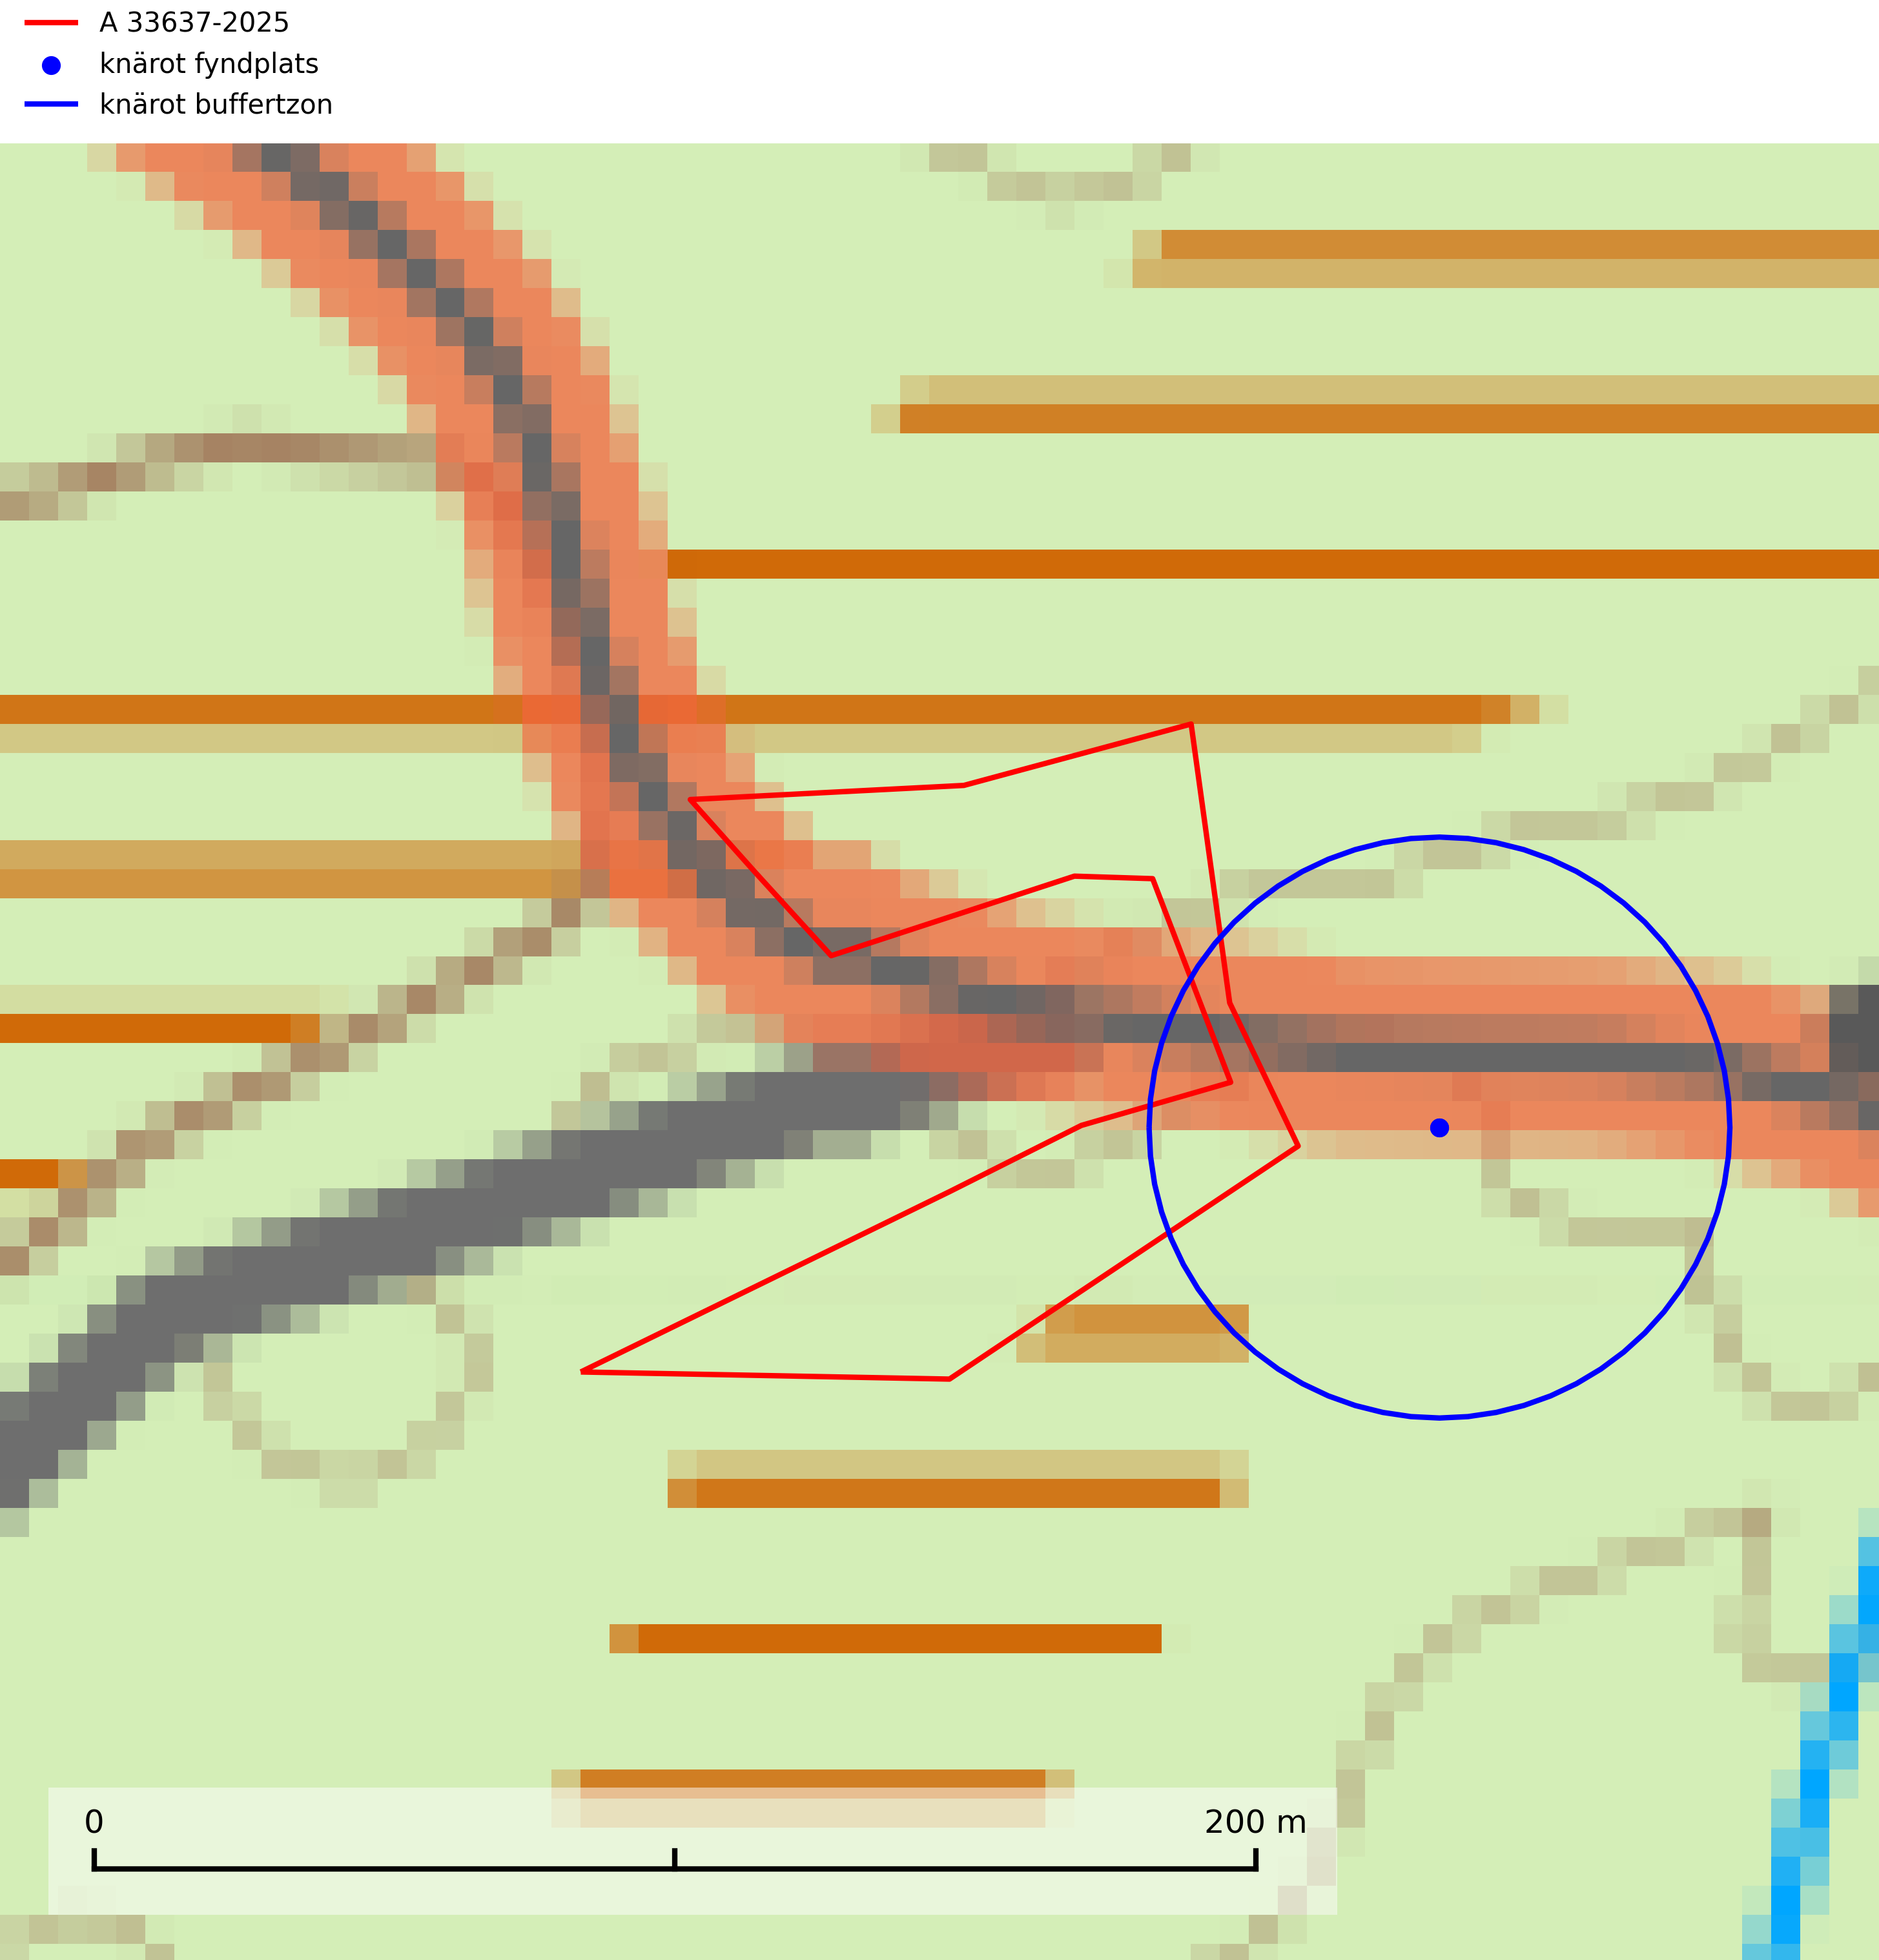 A 33637-2025
knärot fyndplats
knärot buffertzon
0 200 m